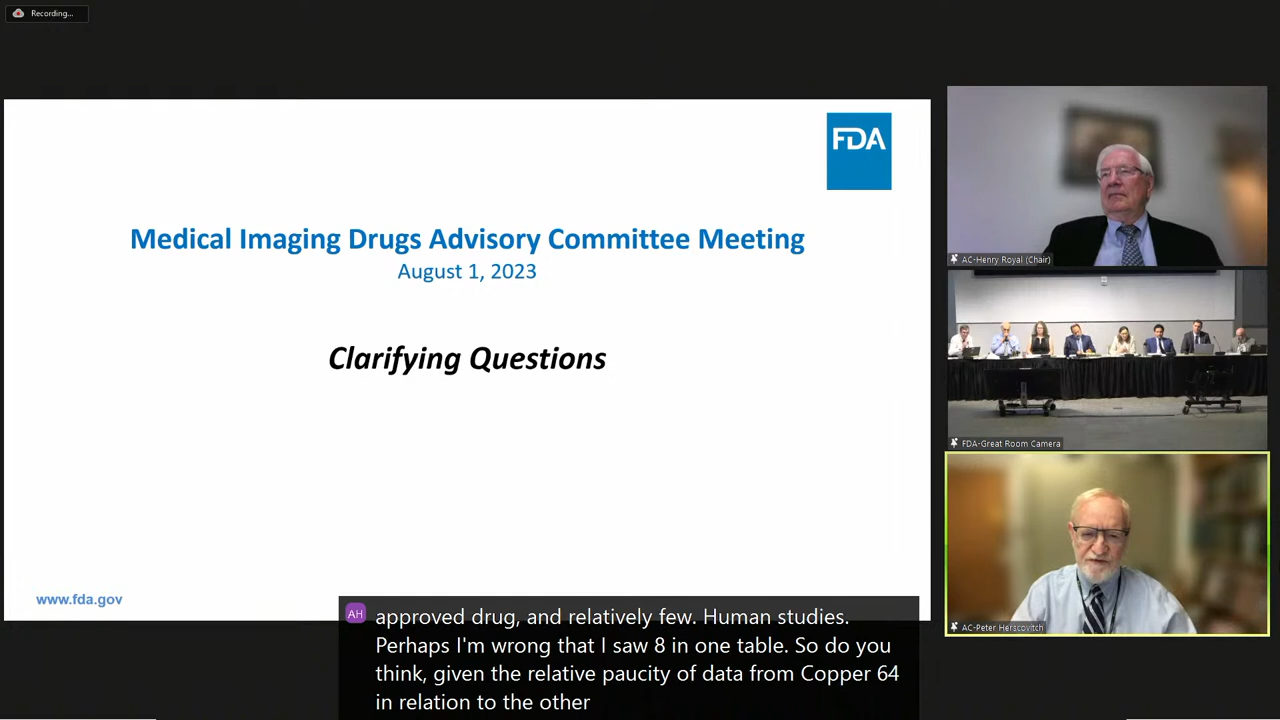 Recording...
FDA
Medical Imaging Drugs Advisory Committee Meeting
August 1, 2023
Clarifying Questions
www.fda.gov
AC-Henry Royal (Chair)
FDA-Great Room Camera
AC-Peter Herscovitch
AH
approved drug, and relatively few. Human studies.
Perhaps I'm wrong that I saw 8 in one table. So do you
think, given the relative paucity of data from Copper 64
in relation to the other